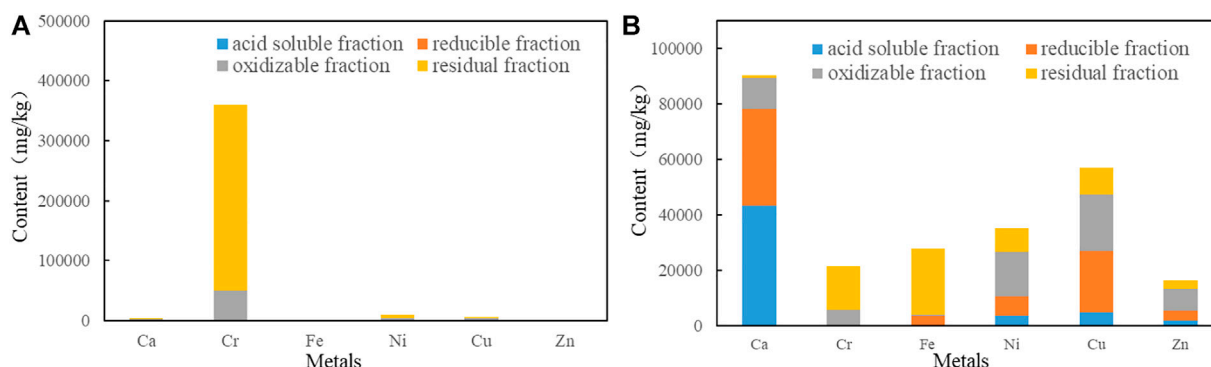 A
500000
400000
300000
200000
100000
0
Content（mg/kg）
acid soluble fraction
reducible fraction
oxidizable fraction
residual fraction
Ca Cr Fe Ni Cu Zn
Metals
B
100000
80000
60000
40000
20000
0
Content（mg/kg）
acid soluble fraction
reducible fraction
oxidizable fraction
residual fraction
Ca Cr Fe Ni Cu Zn
Metals